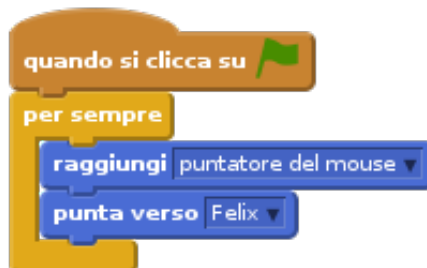 quando si clicca su
per sempre
raggiungi puntatore del mouse
punta verso Felix